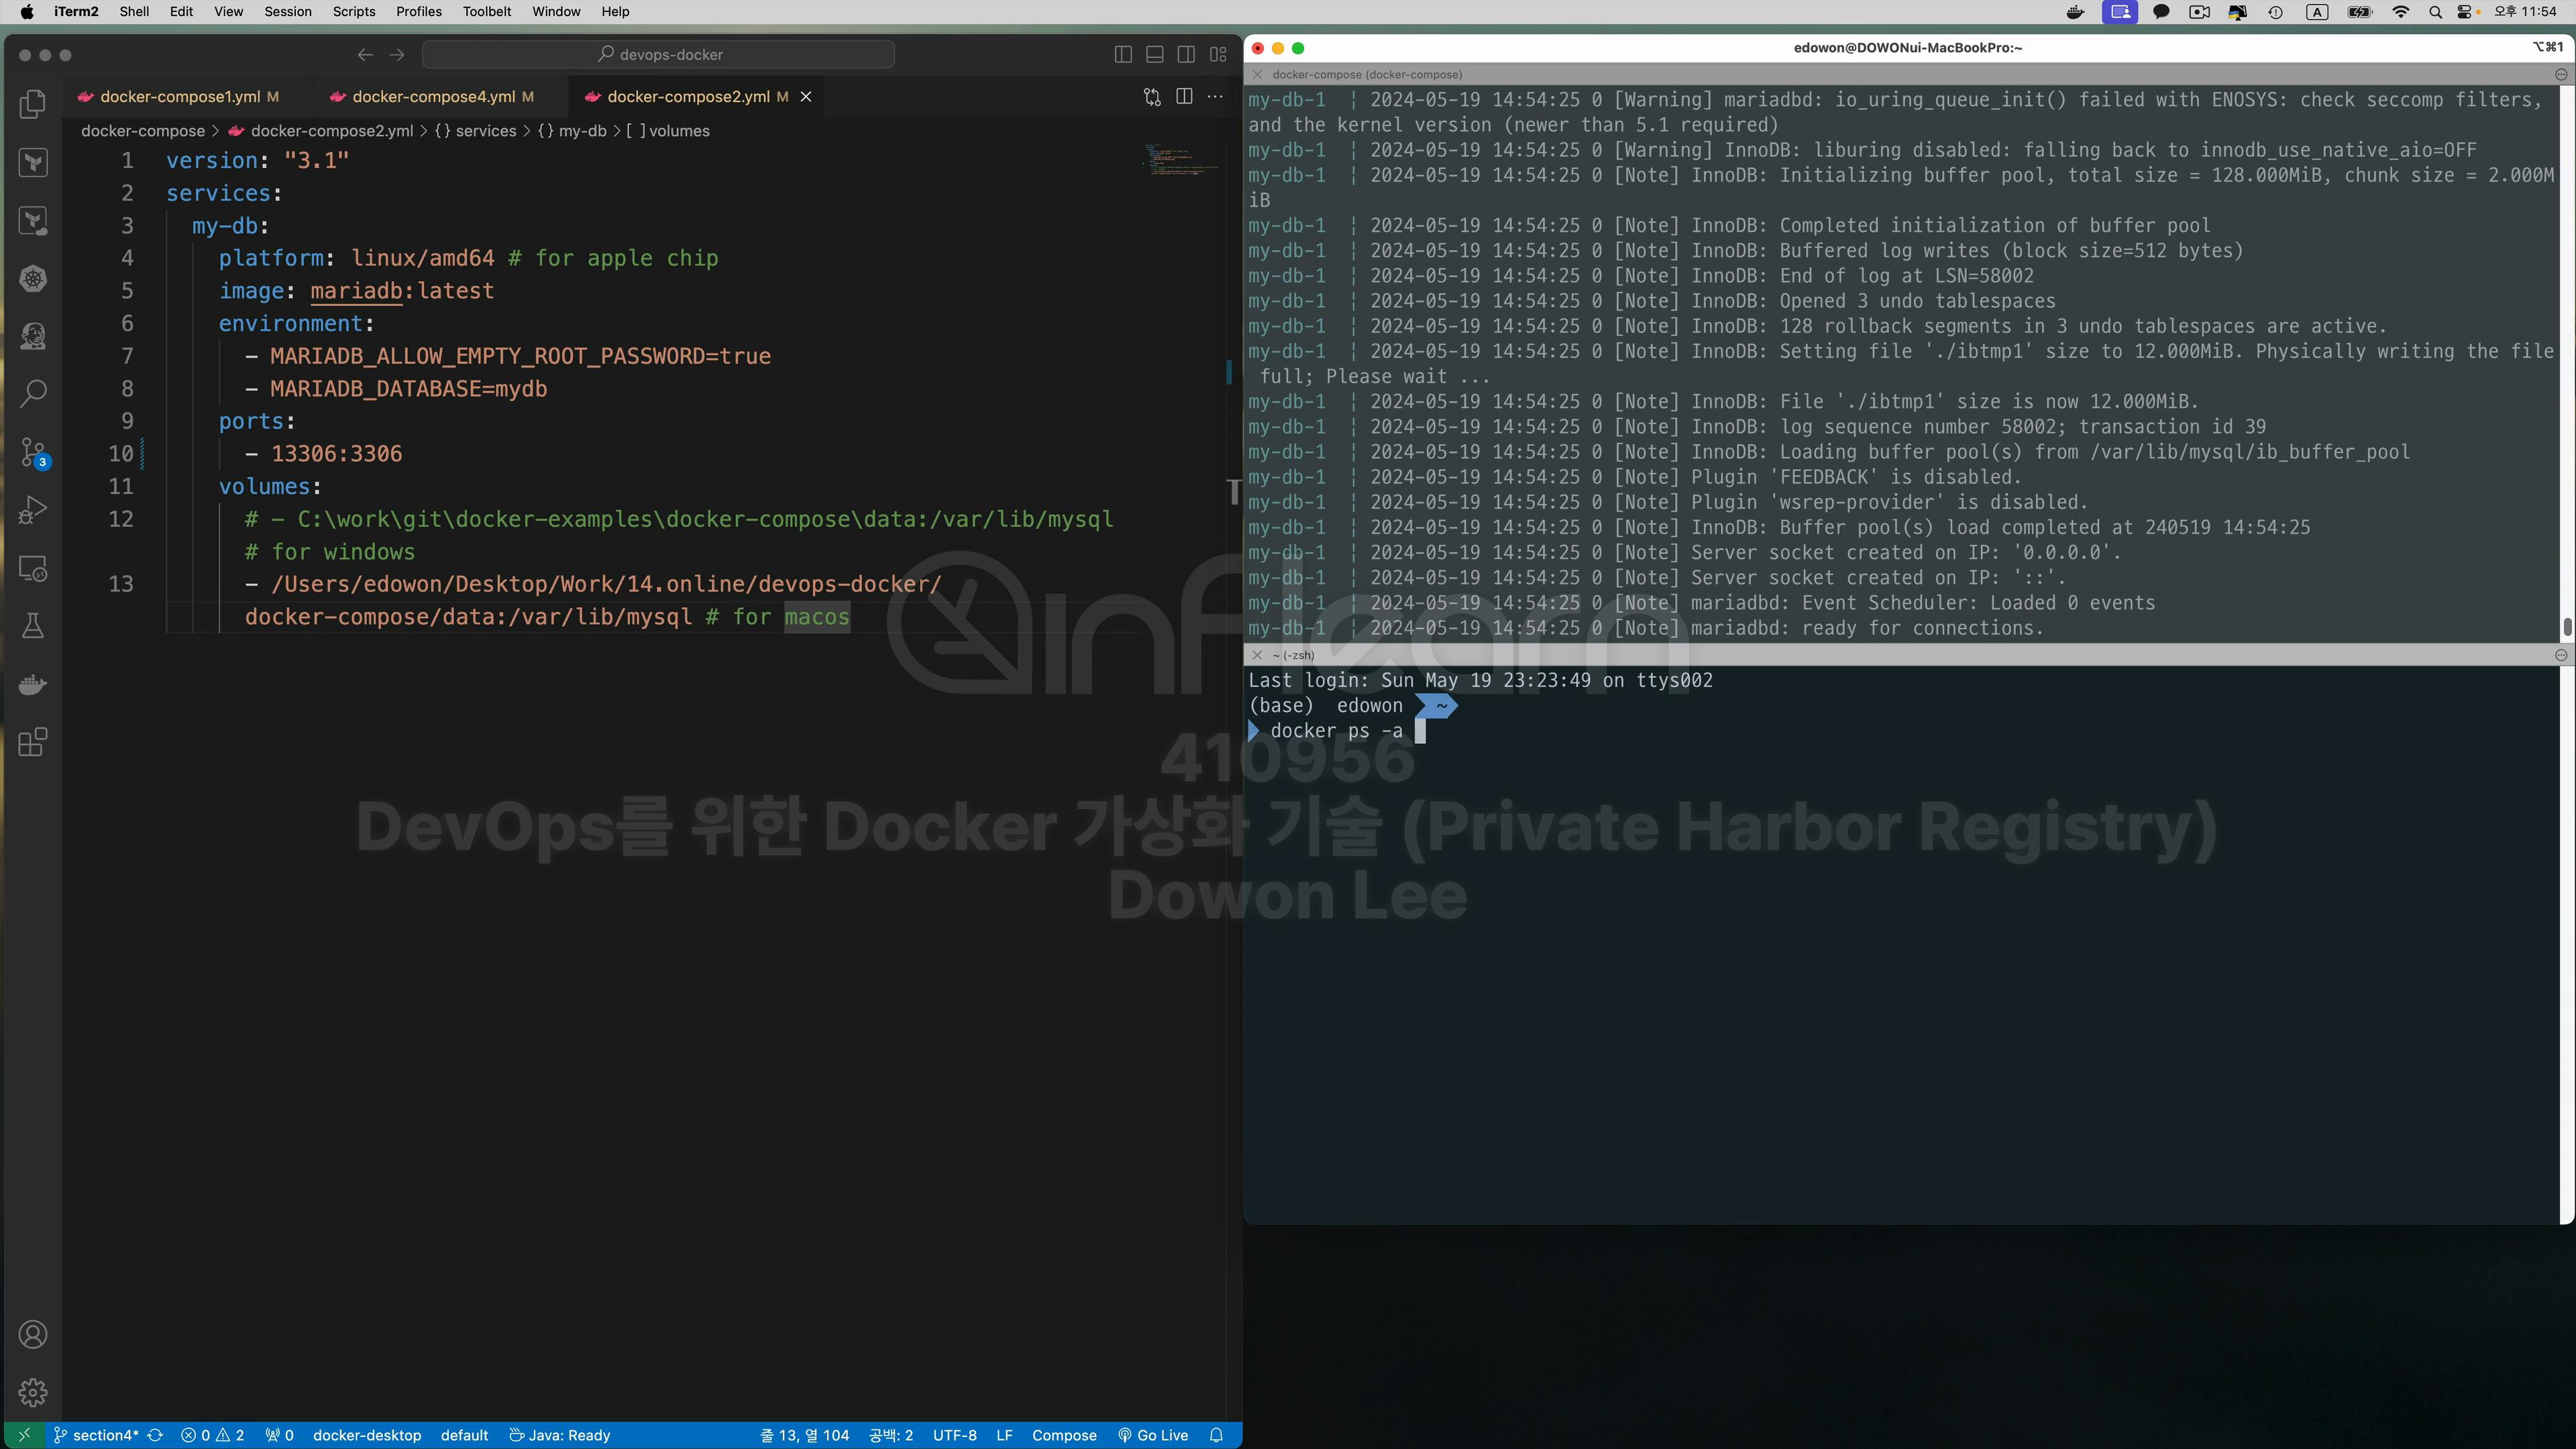 iTerm2 Shell Edit View Session Scripts Profiles Toolbelt Window Help
A 오후 11:54
devops-docker
docker-compose1.yml M docker-compose4.yml M docker-compose2.yml M
docker-compose > docker-compose2.yml > {} services > {} my-db > [ ] volumes
1 version: "3.1"
2 services:
3 my-db:
4 platform: linux/amd64 # for apple chip
5 image: mariadb:latest
6 environment:
7 - MARIADB_ALLOW_EMPTY_ROOT_PASSWORD=true
8 - MARIADB_DATABASE=mydb
9 ports:
10 - 13306:3306
11 volumes:
12 # - C:\work\git\docker-examples\docker-compose\data:/var/lib/mysql
# for windows
13 - /Users/edowon/Desktop/Work/14.online/devops-docker/
docker-compose/data:/var/lib/mysql # for macos
3
section4* 0 2 0 docker-desktop default Java: Ready 줄 13, 열 104 공백: 2 UTF-8 LF Compose Go Live
edowon@DOWONui-MacBookPro:~ ⌥⌘1
docker-compose (docker-compose)
my-db-1 ¦ 2024-05-19 14:54:25 0 [Warning] mariadbd: io_uring_queue_init() failed with ENOSYS: check seccomp filters,
and the kernel version (newer than 5.1 required)
my-db-1 ¦ 2024-05-19 14:54:25 0 [Warning] InnoDB: liburing disabled: falling back to innodb_use_native_aio=OFF
my-db-1 ¦ 2024-05-19 14:54:25 0 [Note] InnoDB: Initializing buffer pool, total size = 128.000MiB, chunk size = 2.000M
iB
my-db-1 ¦ 2024-05-19 14:54:25 0 [Note] InnoDB: Completed initialization of buffer pool
my-db-1 ¦ 2024-05-19 14:54:25 0 [Note] InnoDB: Buffered log writes (block size=512 bytes)
my-db-1 ¦ 2024-05-19 14:54:25 0 [Note] InnoDB: End of log at LSN=58002
my-db-1 ¦ 2024-05-19 14:54:25 0 [Note] InnoDB: Opened 3 undo tablespaces
my-db-1 ¦ 2024-05-19 14:54:25 0 [Note] InnoDB: 128 rollback segments in 3 undo tablespaces are active.
my-db-1 ¦ 2024-05-19 14:54:25 0 [Note] InnoDB: Setting file './ibtmp1' size to 12.000MiB. Physically writing the file
full; Please wait ...
my-db-1 ¦ 2024-05-19 14:54:25 0 [Note] InnoDB: File './ibtmp1' size is now 12.000MiB.
my-db-1 ¦ 2024-05-19 14:54:25 0 [Note] InnoDB: log sequence number 58002; transaction id 39
my-db-1 ¦ 2024-05-19 14:54:25 0 [Note] InnoDB: Loading buffer pool(s) from /var/lib/mysql/ib_buffer_pool
my-db-1 ¦ 2024-05-19 14:54:25 0 [Note] Plugin 'FEEDBACK' is disabled.
my-db-1 ¦ 2024-05-19 14:54:25 0 [Note] Plugin 'wsrep-provider' is disabled.
my-db-1 ¦ 2024-05-19 14:54:25 0 [Note] InnoDB: Buffer pool(s) load completed at 240519 14:54:25
my-db-1 ¦ 2024-05-19 14:54:25 0 [Note] Server socket created on IP: '0.0.0.0'.
my-db-1 ¦ 2024-05-19 14:54:25 0 [Note] Server socket created on IP: '::'.
my-db-1 ¦ 2024-05-19 14:54:25 0 [Note] mariadbd: Event Scheduler: Loaded 0 events
my-db-1 ¦ 2024-05-19 14:54:25 0 [Note] mariadbd: ready for connections.
~ (-zsh)
Last login: Sun May 19 23:23:49 on ttys002
(base) edowon ~
docker ps -a
inflearn
410956
DevOps를 위한 Docker 가상화 기술 (Private Harbor Registry)
Dowon Lee